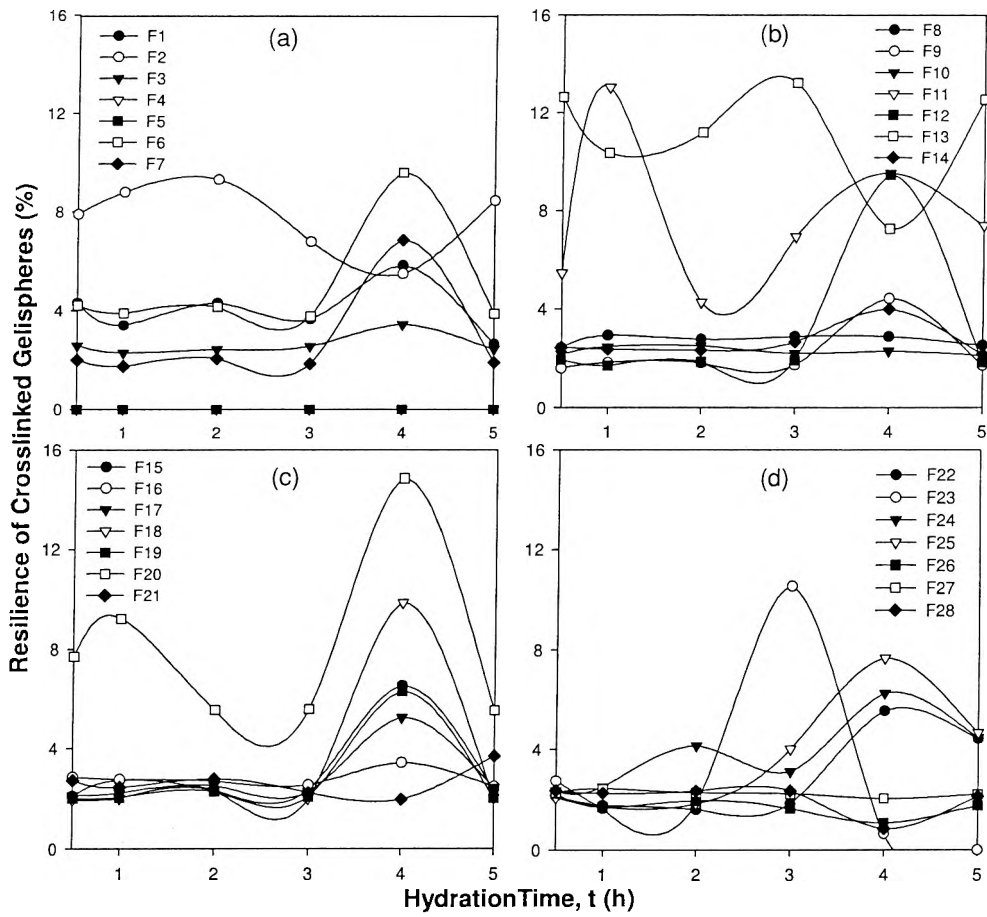 Resilience of Crosslinked Gelispheres (%)
(a)
16
12
8
4
0
F1
F2
F3
F4
F5
F6
F7
1 2 3 4 5
(b)
16
12
8
4
0
F8
F9
F10
F11
F12
F13
F14
1 2 3 4 5
(c)
16
12
8
4
0
F15
F16
F17
F18
F19
F20
F21
1 2 3 4 5
(d)
16
12
8
4
0
F22
F23
F24
F25
F26
F27
F28
1 2 3 4 5
HydrationTime, t (h)